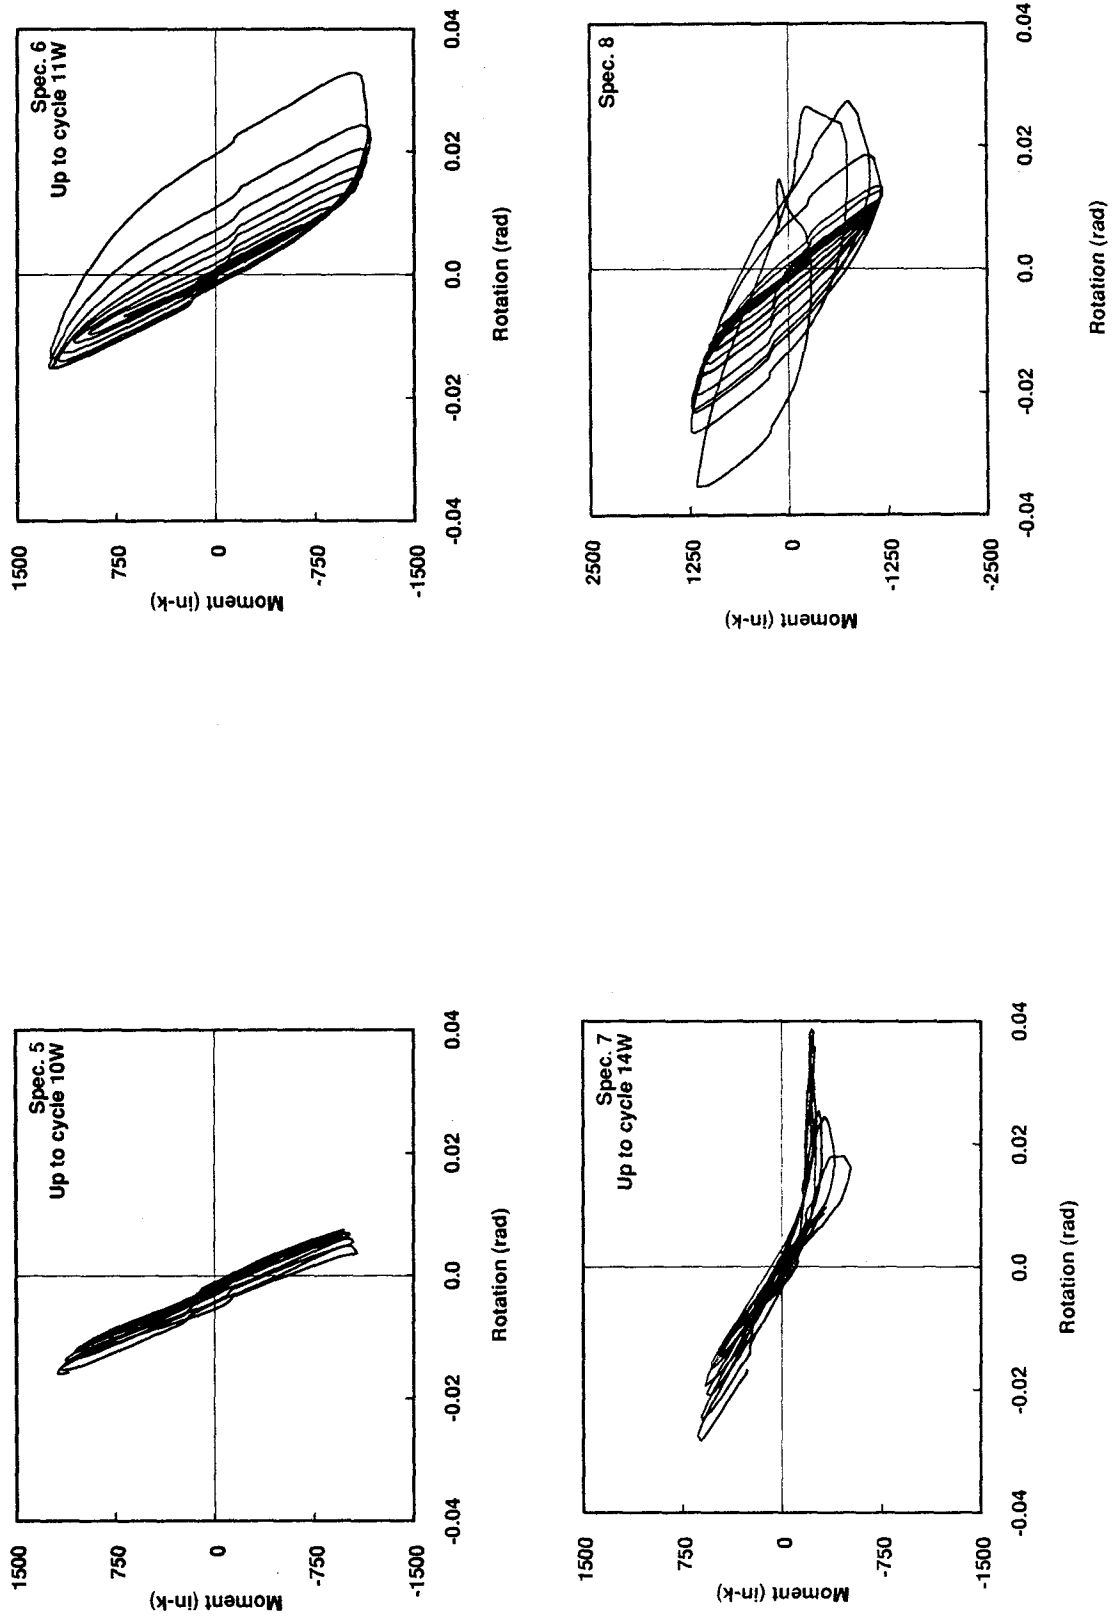 Spec. 5
Up to cycle 10W
1500
750
0
-750
-1500
Moment (in-k)
-0.04
-0.02
0.0
0.02
0.04
Rotation (rad)
Spec. 6
Up to cycle 11W
1500
750
0
-750
-1500
Moment (in-k)
-0.04
-0.02
0.0
0.02
0.04
Rotation (rad)
Spec. 7
Up to cycle 14W
1500
750
0
-750
-1500
Moment (in-k)
-0.04
-0.02
0.0
0.02
0.04
Rotation (rad)
Spec. 8
2500
1250
0
-1250
-2500
Moment (in-k)
-0.04
-0.02
0.0
0.02
0.04
Rotation (rad)